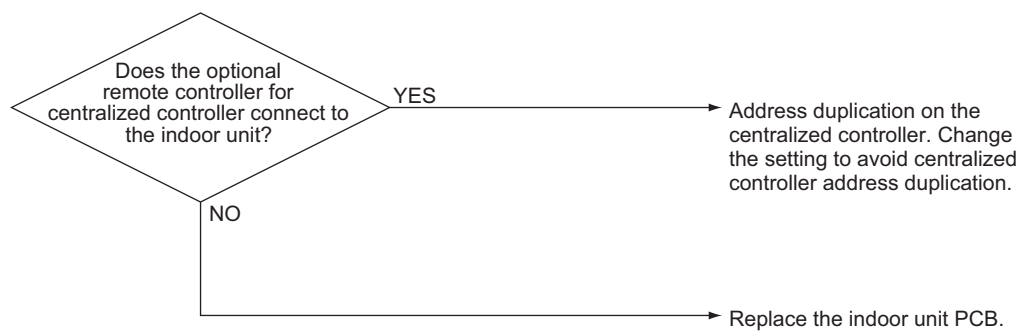 Does the optional
remote controller for
centralized controller connect to
the indoor unit?
YES
Address duplication on the
centralized controller. Change
the setting to avoid centralized
controller address duplication.
NO
Replace the indoor unit PCB.